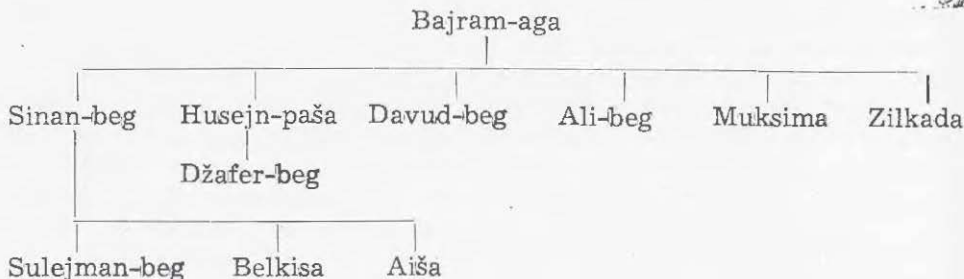 Bajram-aga
Sinan-beg Husejn-paša Davud-beg Ali-beg Muksima Zilkada
Džafer-beg
Sulejman-beg Belkisa Aiša